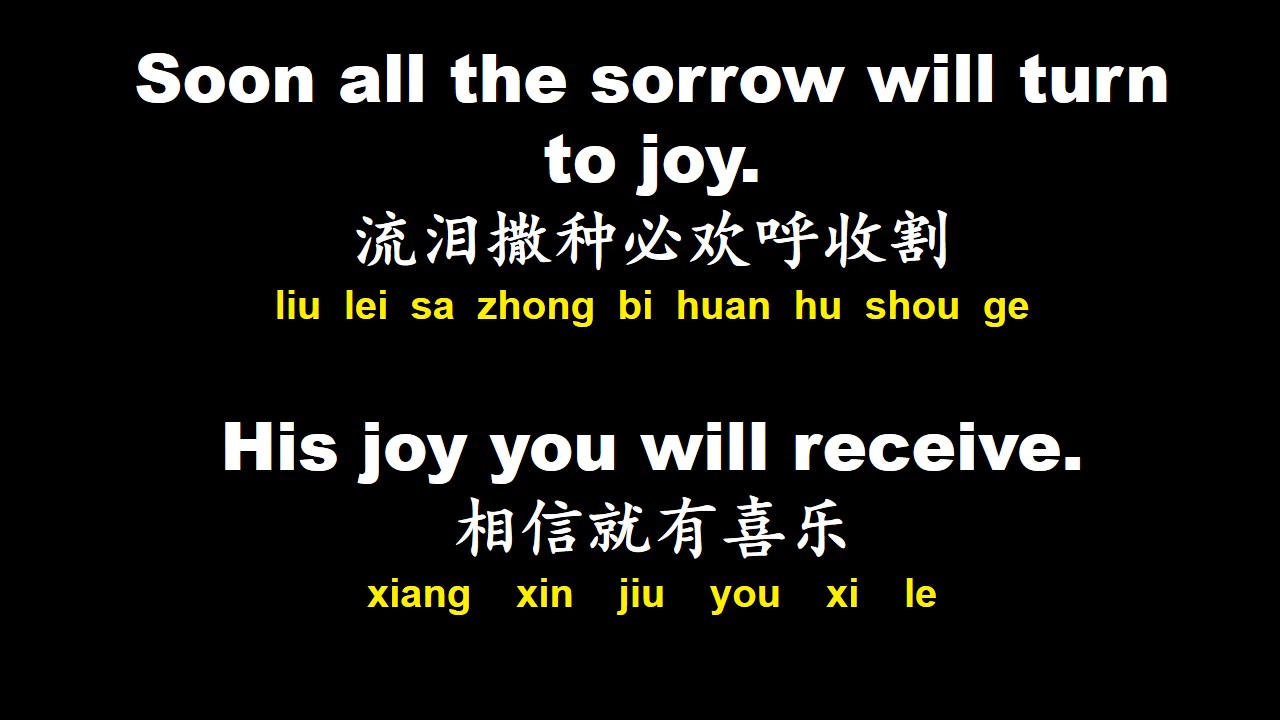 Soon all the sorrow will turn
to joy.
流泪撒种必欢呼收割
liu lei sa zhong bi huan hu shou ge
His joy you will receive.
相信就有喜乐
xiang xin jiu you xi le